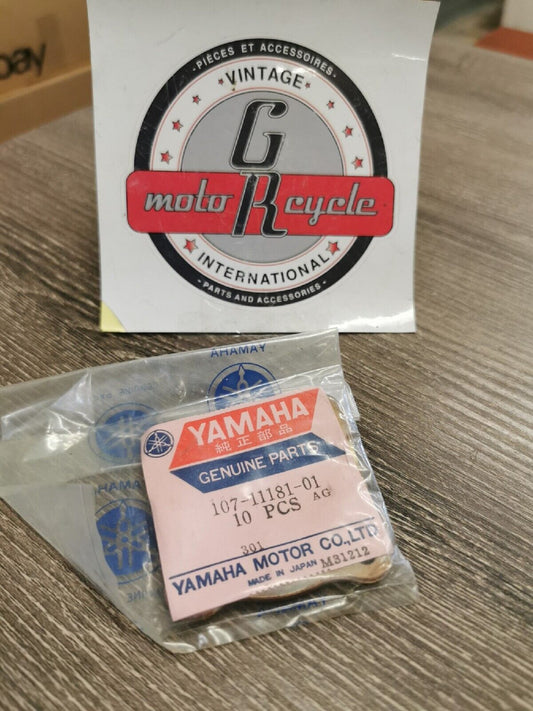 bay
· PIÈCES ET ACCESSOIRES ·
· VINTAGE ·
G
moto R cycle
INTERNATIONAL
· PARTS AND ACCESSORIES ·
YAMAHA
YAMAHA
純正部品
GENUINE PARTS
107-11181-01
10 PCS AG
301
YAMAHA MOTOR CO.,LTD
MADE IN JAPAN M31212